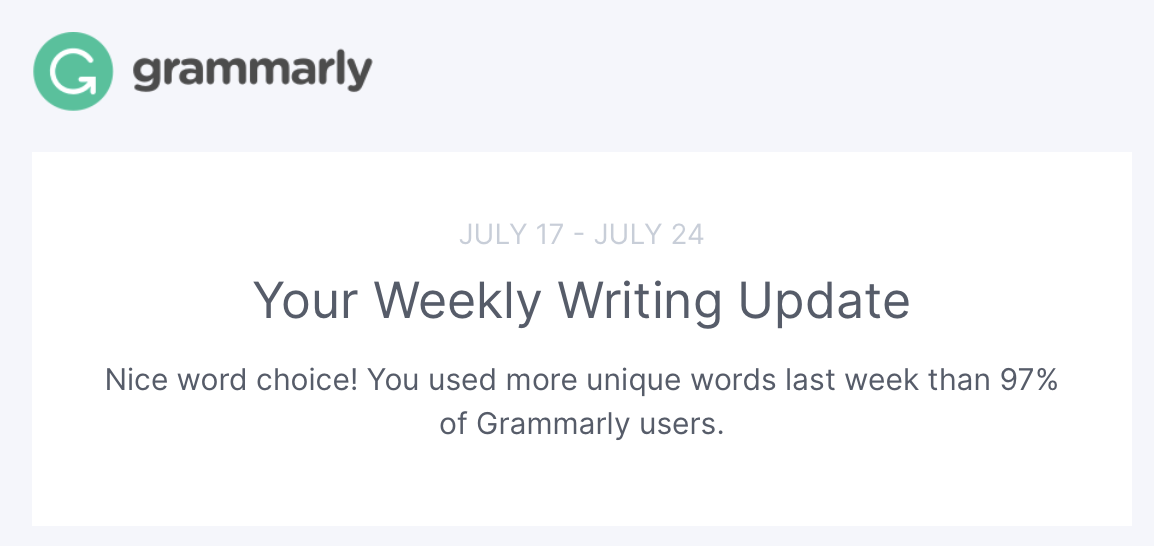 grammarly
JULY 17 - JULY 24
Your Weekly Writing Update
Nice word choice! You used more unique words last week than 97%
of Grammarly users.